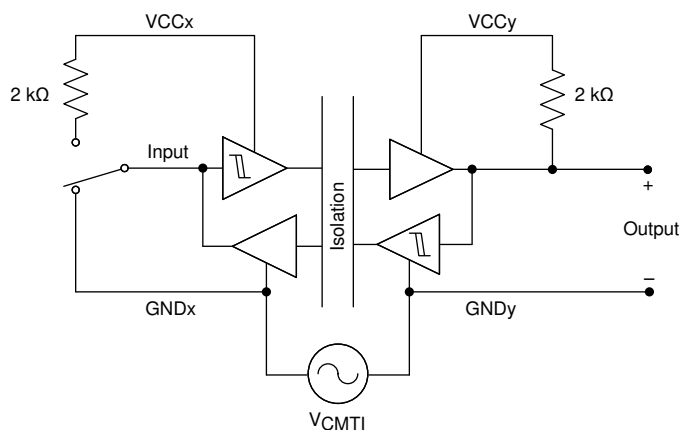 VCCx
VCCy
2 kΩ
2 kΩ
Input
Isolation
+
Output
−
GNDx
GNDy
VCMTI